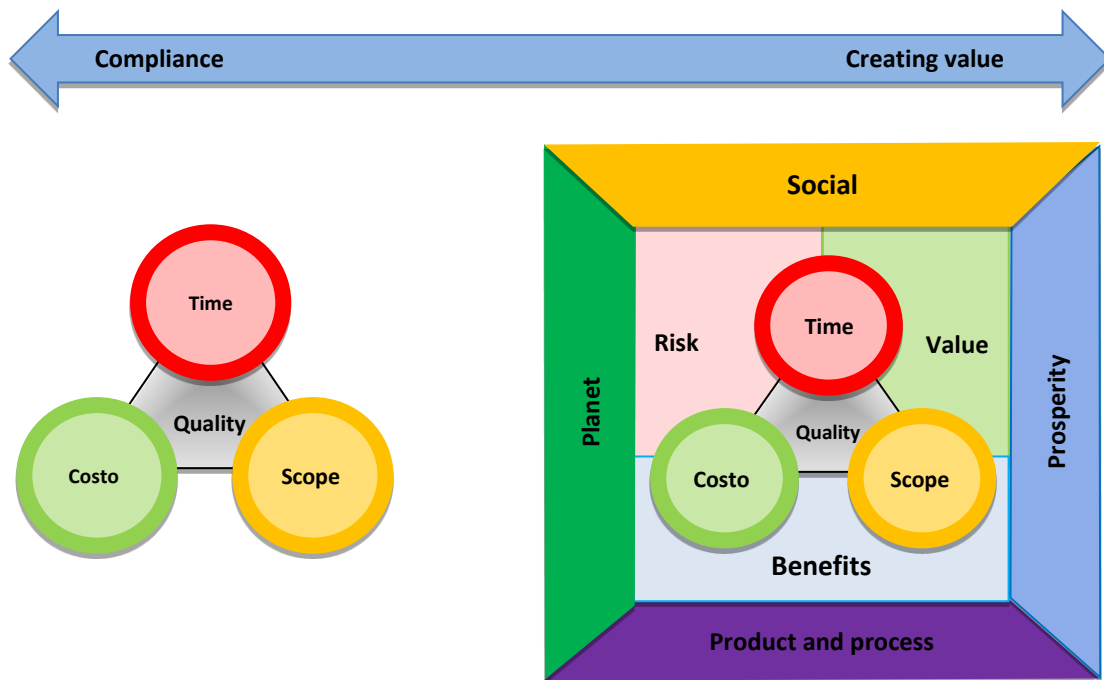 Compliance
Creating value
Time
Quality
Costo
Scope
Social
Planet
Risk
Time
Value
Prosperity
Quality
Costo
Scope
Benefits
Product and process